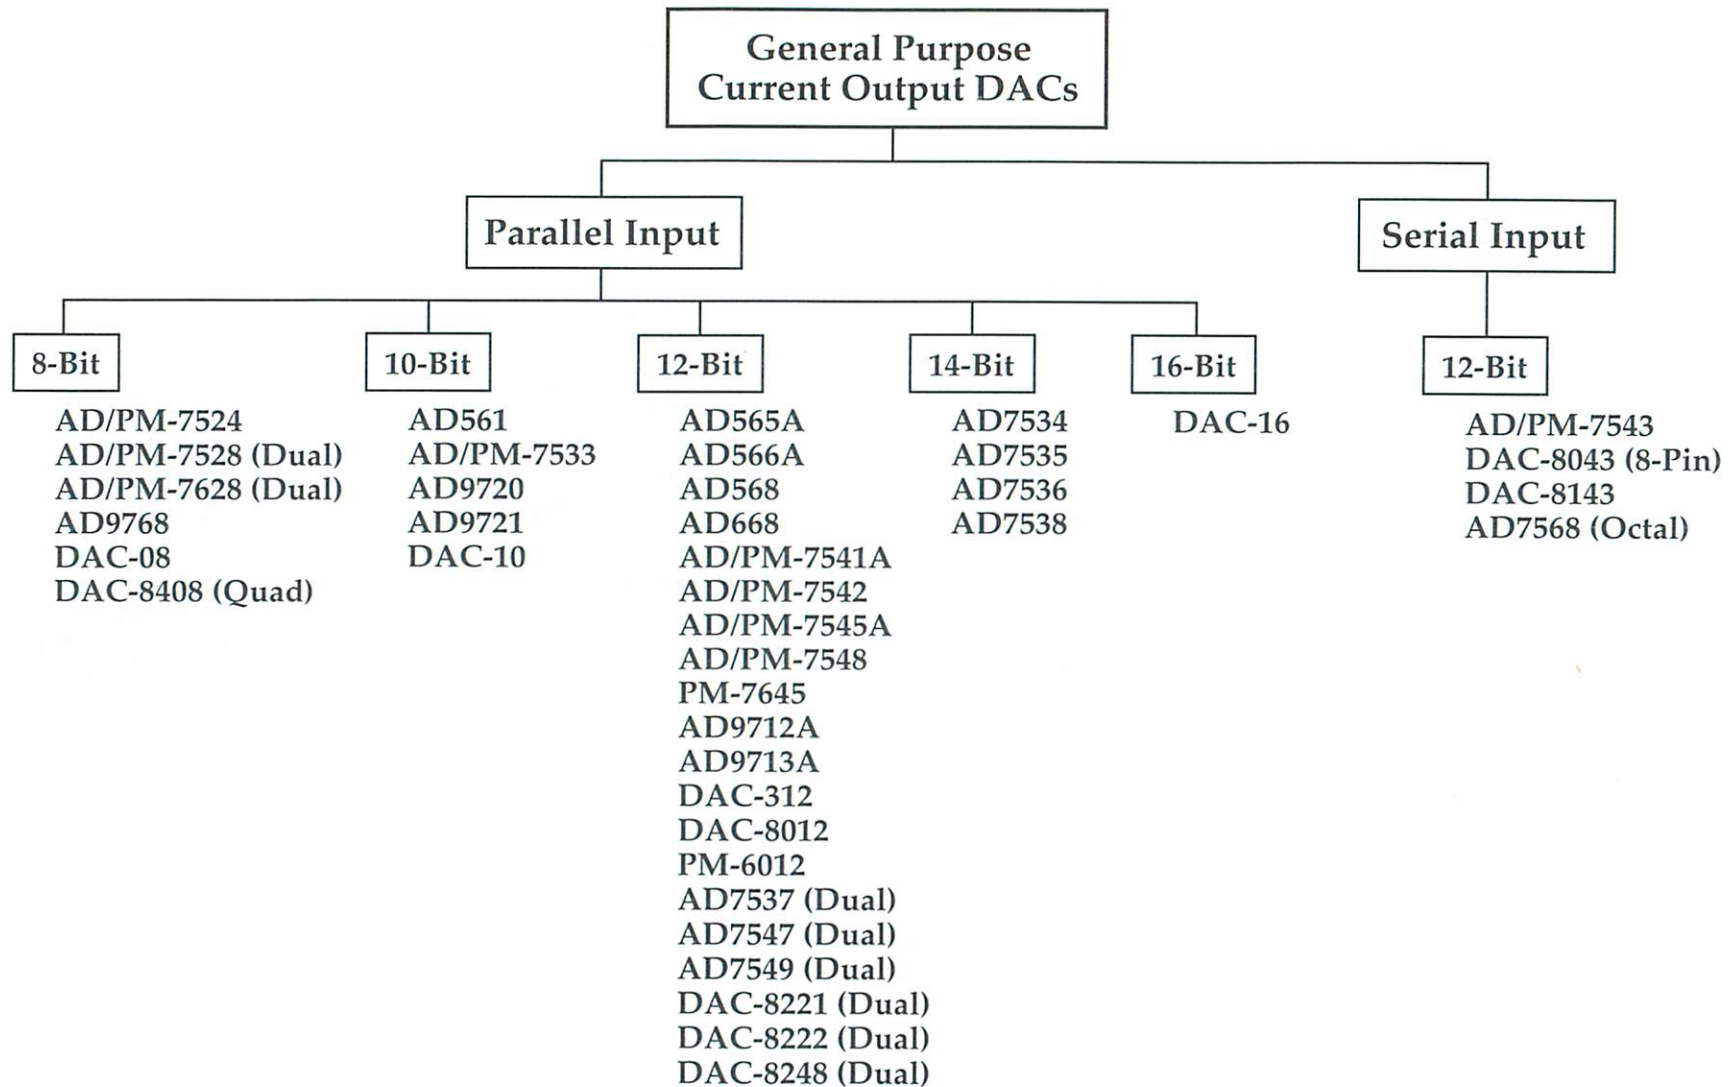 General Purpose
Current Output DACs
Parallel Input
Serial Input
8-Bit
10-Bit
12-Bit
14-Bit
16-Bit
12-Bit
AD/PM-7524
AD/PM-7528 (Dual)
AD/PM-7628 (Dual)
AD9768
DAC-08
DAC-8408 (Quad)
AD561
AD/PM-7533
AD9720
AD9721
DAC-10
AD565A
AD566A
AD568
AD668
AD/PM-7541A
AD/PM-7542
AD/PM-7545A
AD/PM-7548
PM-7645
AD9712A
AD9713A
DAC-312
DAC-8012
PM-6012
AD7537 (Dual)
AD7547 (Dual)
AD7549 (Dual)
DAC-8221 (Dual)
DAC-8222 (Dual)
DAC-8248 (Dual)
AD7534
AD7535
AD7536
AD7538
DAC-16
AD/PM-7543
DAC-8043 (8-Pin)
DAC-8143
AD7568 (Octal)